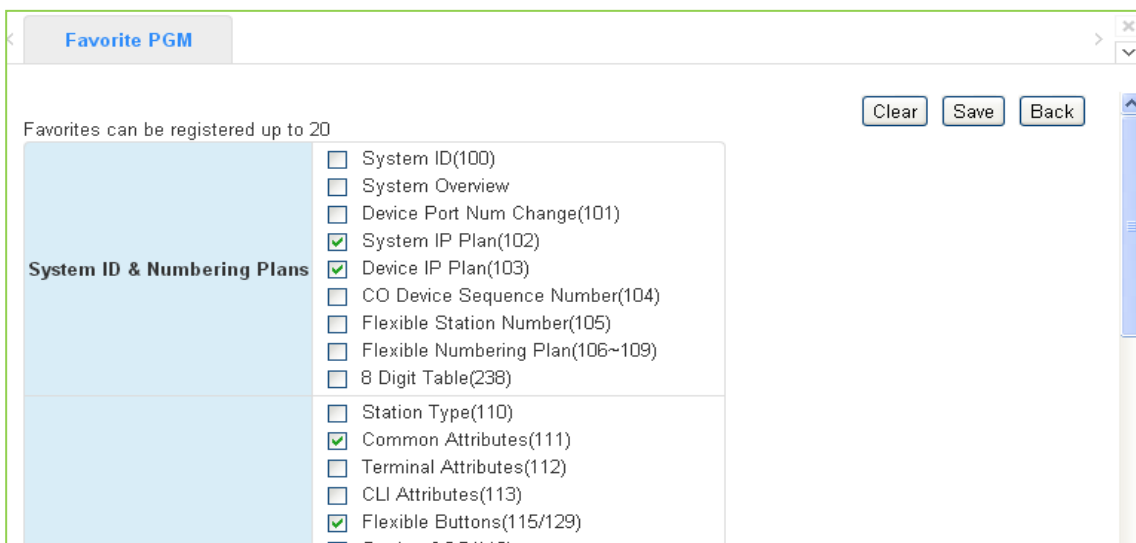 Favorite PGM
Clear Save Back
Favorites can be registered up to 20
System ID & Numbering Plans
System ID(100)
System Overview
Device Port Num Change(101)
System IP Plan(102)
Device IP Plan(103)
CO Device Sequence Number(104)
Flexible Station Number(105)
Flexible Numbering Plan(106~109)
8 Digit Table(238)
Station Type(110)
Common Attributes(111)
Terminal Attributes(112)
CLI Attributes(113)
Flexible Buttons(115/129)